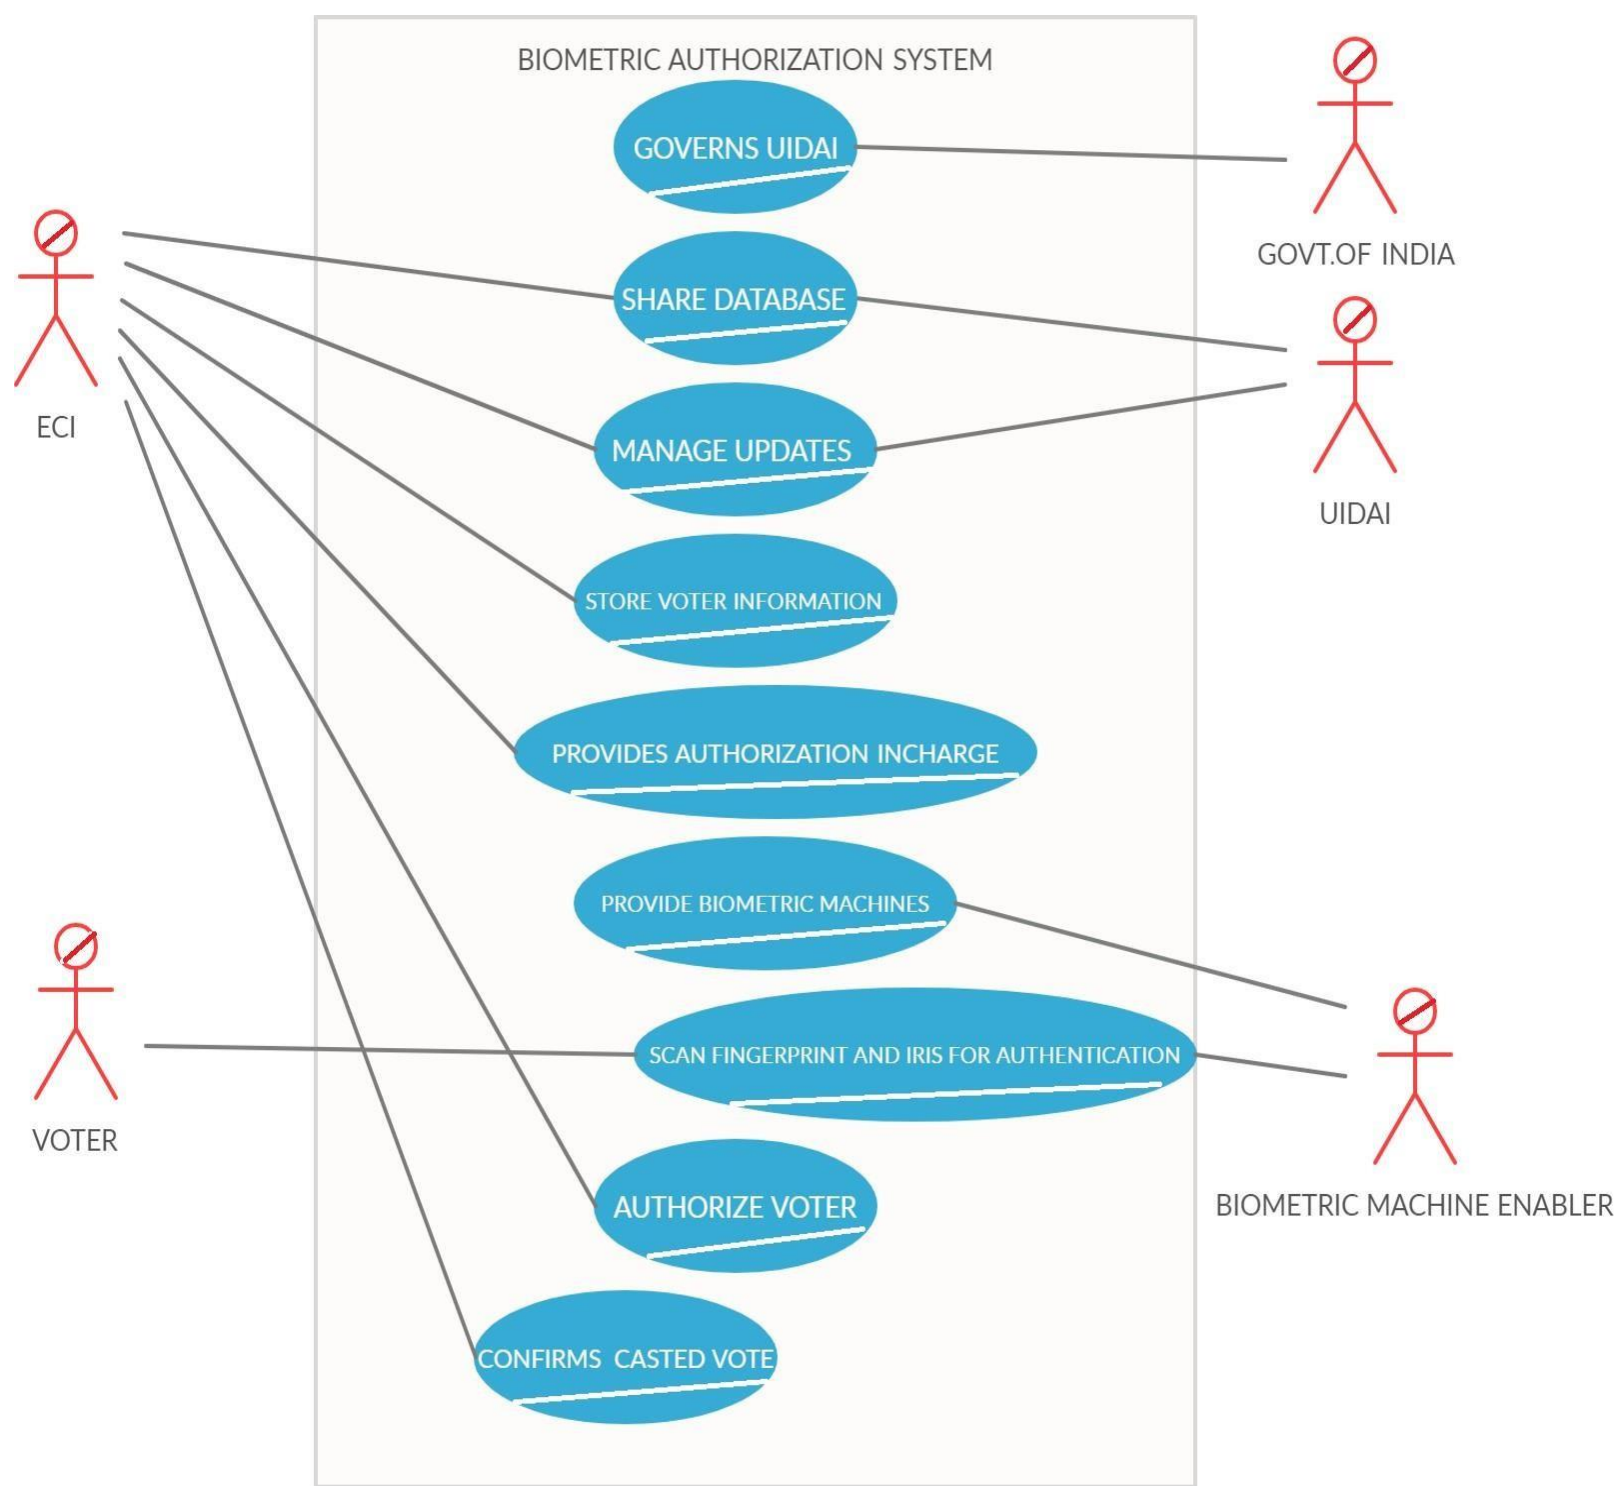 BIOMETRIC AUTHORIZATION SYSTEM
GOVERNS UIDAI
GOVT.OF INDIA
SHARE DATABASE
ECI
MANAGE UPDATES
UIDAI
STORE VOTER INFORMATION
PROVIDES AUTHORIZATION INCHARGE
PROVIDE BIOMETRIC MACHINES
SCAN FINGERPRINT AND IRIS FOR AUTHENTICATION
VOTER
BIOMETRIC MACHINE ENABLER
AUTHORIZE VOTER
CONFIRMS CASTED VOTE